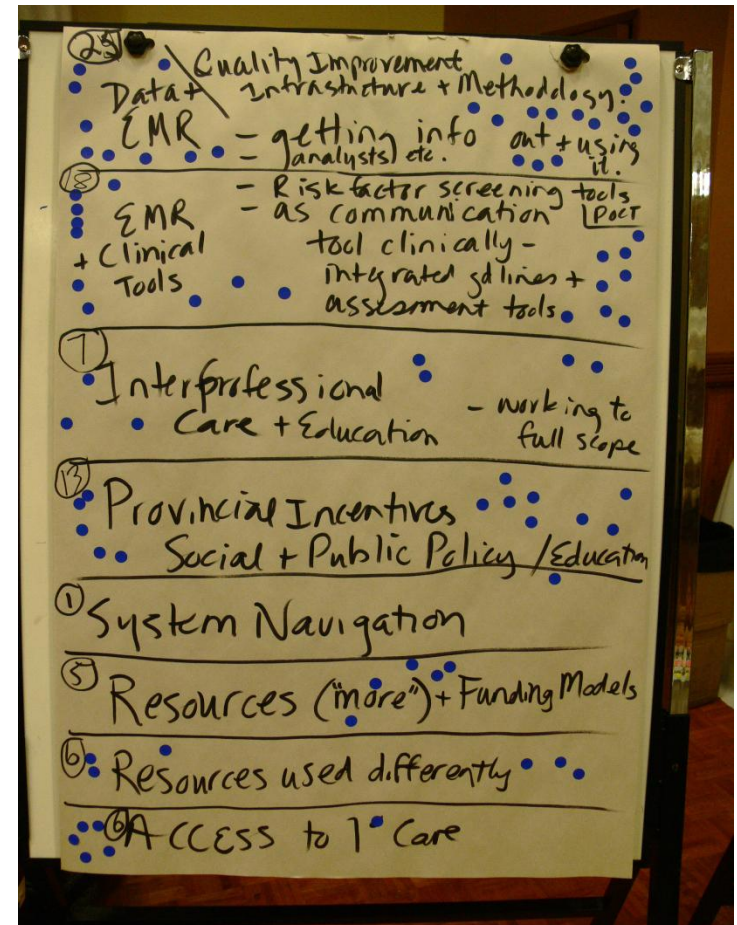 25
Quality Improvement
Data + Infrastructure + Methodology.
EMR - getting info out + using it.
- (analysts) etc.
18
- Risk factor screening tools
EMR - as communication POCT
+ Clinical tool clinically -
Tools integrated gdlines +
assessment tools.
7
Interprofessional
Care + Education - working to
full scope
13
Provincial Incentives
Social + Public Policy / Education
1
System Navigation
5
Resources ("more") + Funding Models
6
Resources used differently
6
ACCESS to 1° Care